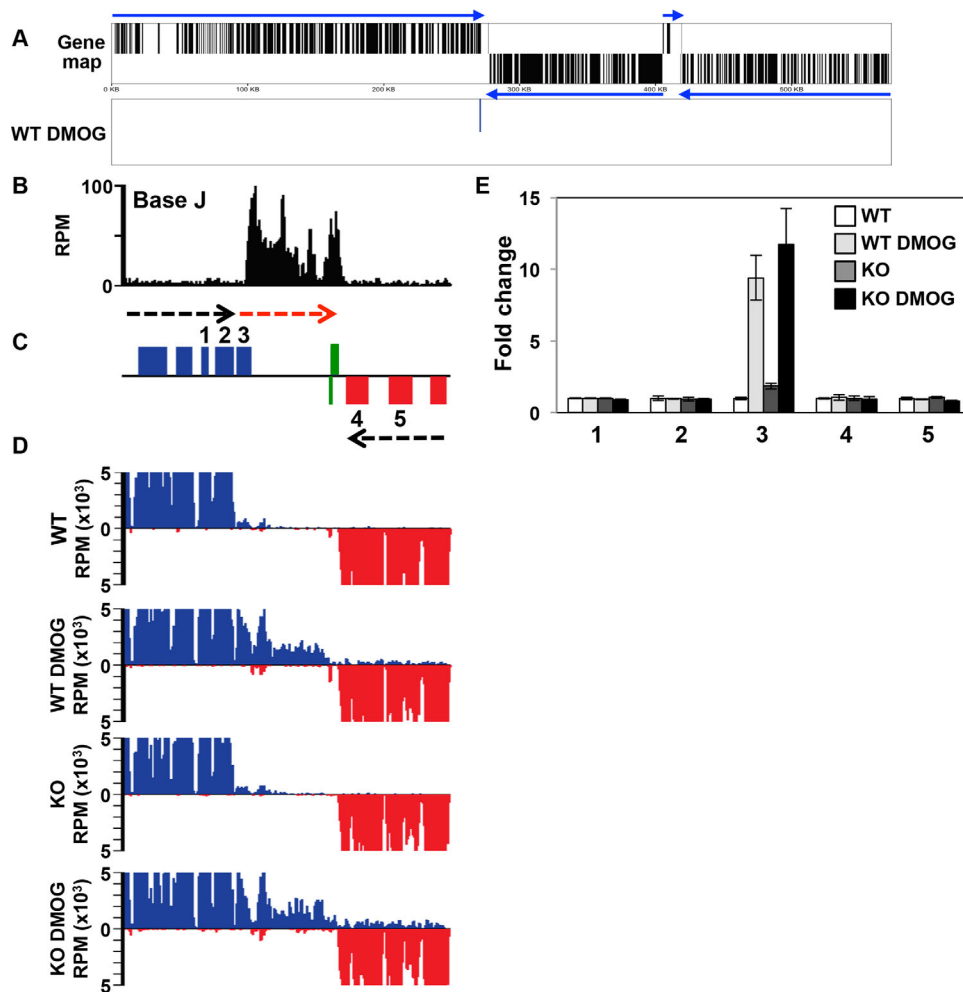 A
Gene
map
0 KB
100 KB
200 KB
300 KB
400 KB
500 KB
WT DMOG
B
100
Base J
RPM
0
1 2 3
C
4 5
D
5
0
5
WT
RPM (x10³)
5
0
5
WT DMOG
RPM (x10³)
5
0
5
KO
RPM (x10³)
5
0
5
KO DMOG
RPM (x10³)
E
15
10
5
0
Fold change
WT
WT DMOG
KO
KO DMOG
1 2 3 4 5